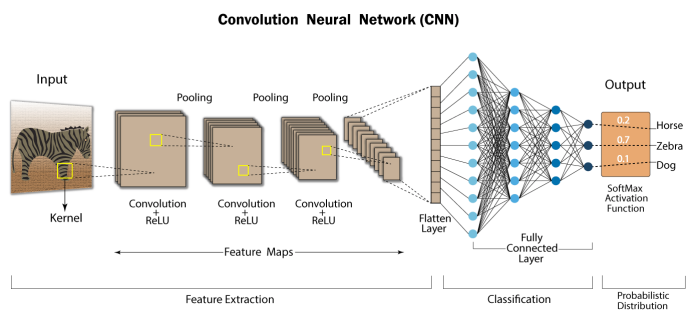 Convolution Neural Network (CNN)
Input
Pooling
Pooling
Pooling
Output
Kernel
Convolution
+
ReLU
Convolution
+
ReLU
Convolution
+
ReLU
Flatten
Layer
Fully
Connected
Layer
0.2
0.7
0.1
Horse
Zebra
Dog
SoftMax
Activation
Function
Feature Maps
Feature Extraction
Classification
Probabilistic
Distribution